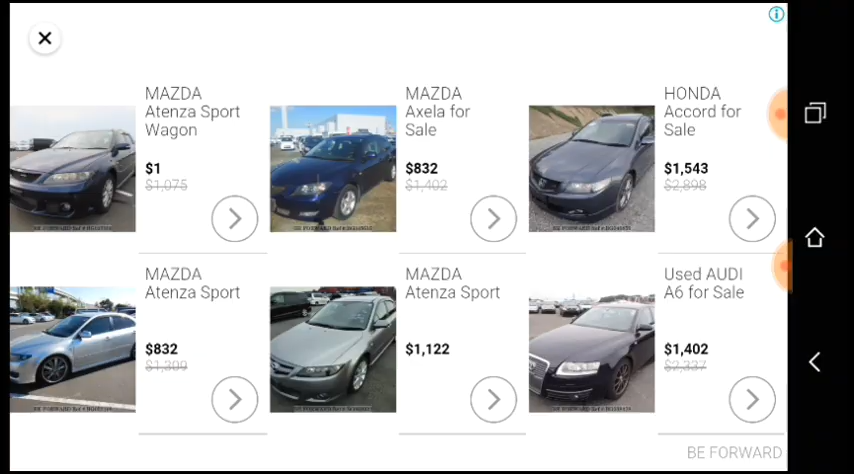 MAZDA
Atenza Sport
Wagon
$1
$1,075
MAZDA
Axela for
Sale
$832
$1,402
HONDA
Accord for
Sale
$1,543
$2,898
MAZDA
Atenza Sport
$832
$1,309
MAZDA
Atenza Sport
$1,122
Used AUDI
A6 for Sale
$1,402
$2,337
BE FORWARD